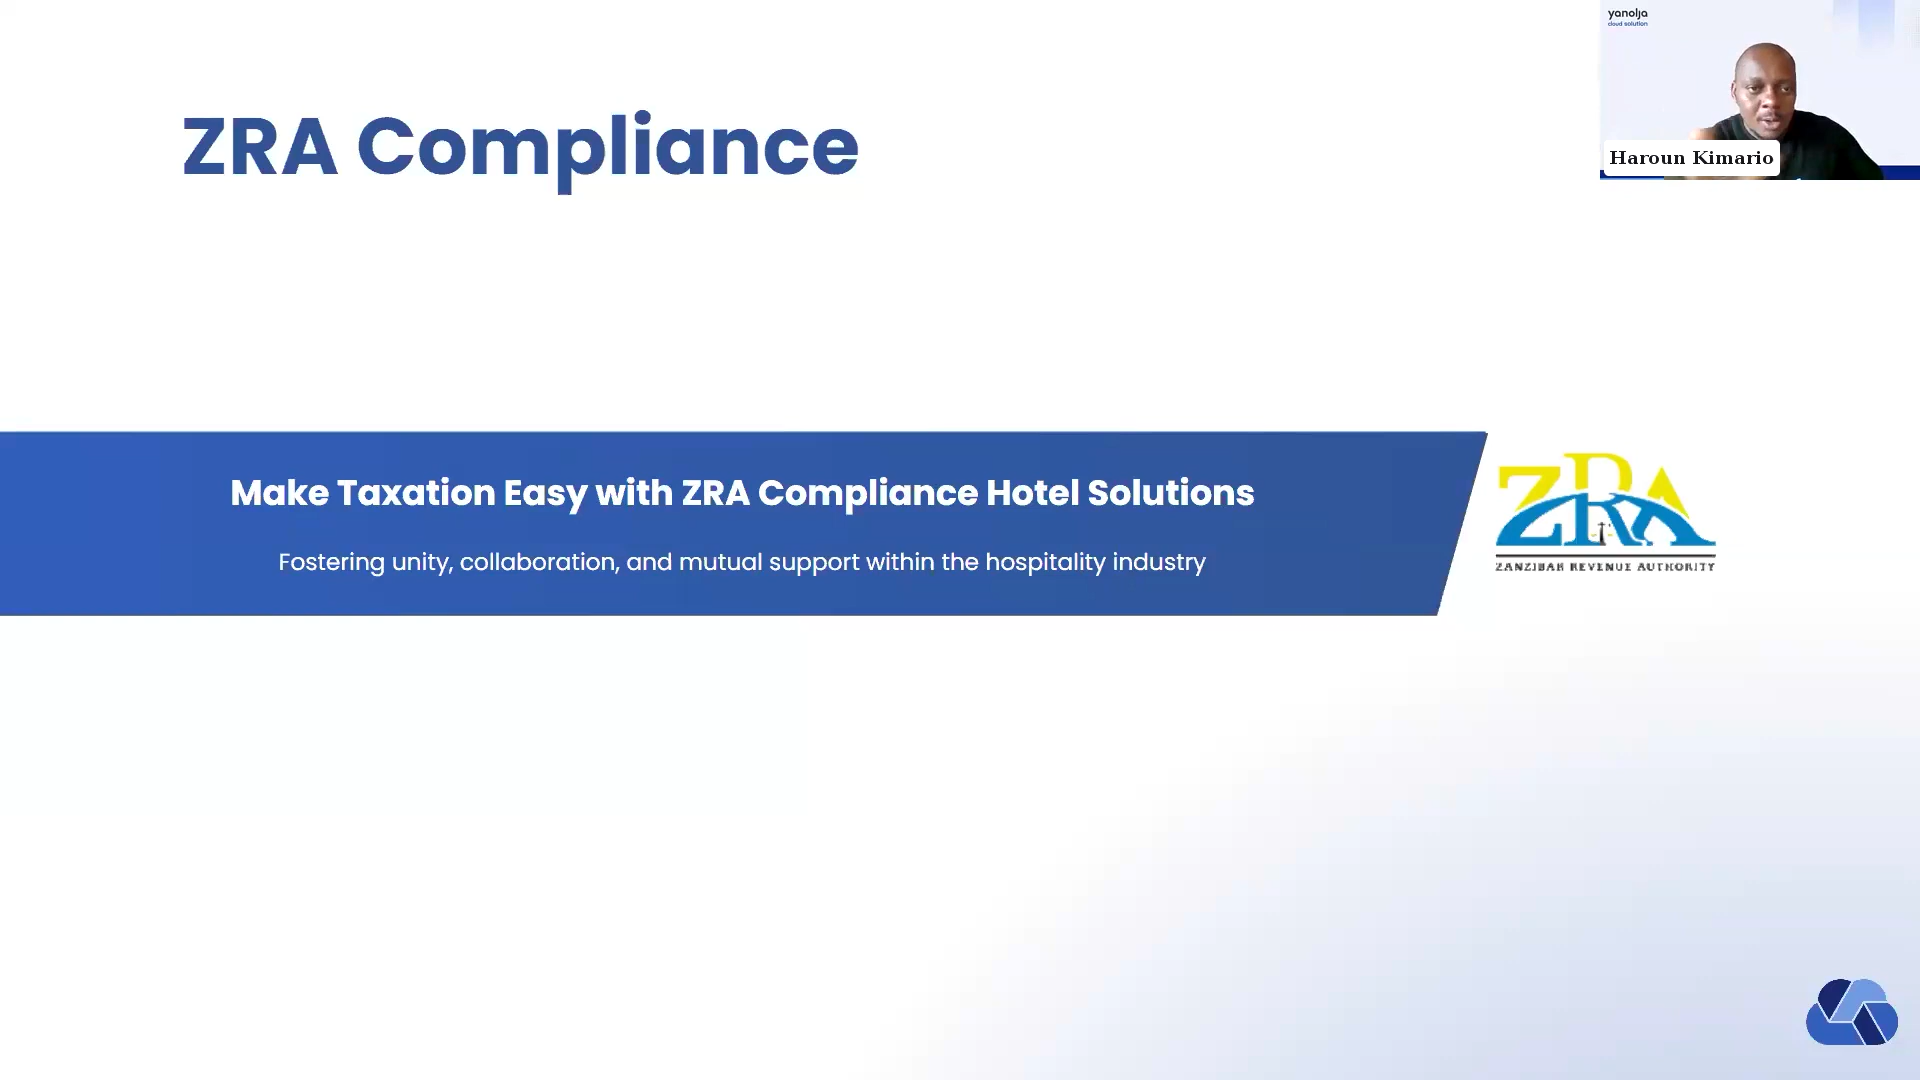 yanolja
cloud solution
ZRA Compliance
Haroun Kimario
Make Taxation Easy with ZRA Compliance Hotel Solutions
Fostering unity, collaboration, and mutual support within the hospitality industry
ZRA
ZANZIBAR REVENUE AUTHORITY